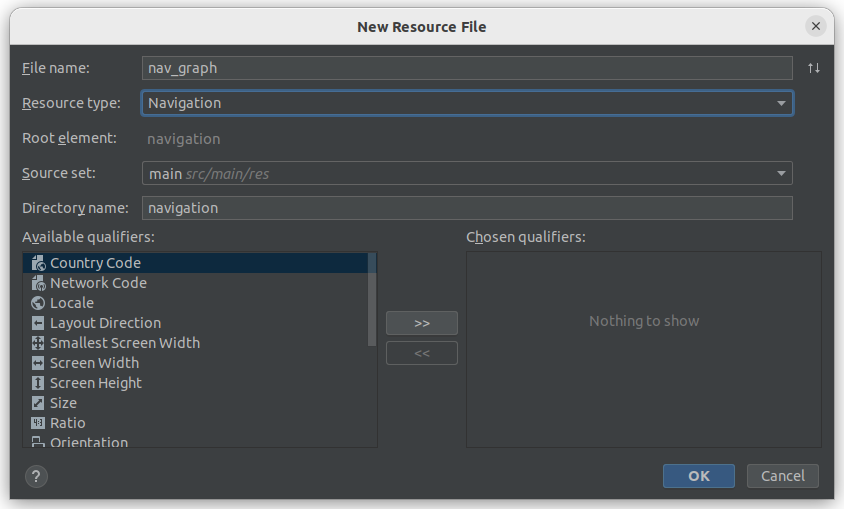 New Resource File
File name: nav_graph
Resource type: Navigation
Root element: navigation
Source set: main src/main/res
Directory name: navigation
Available qualifiers: Chosen qualifiers:
Country Code
Network Code
Locale
Layout Direction
Smallest Screen Width
Screen Width
Screen Height
Size
Ratio
Orientation
>>
<<
Nothing to show
? OK Cancel